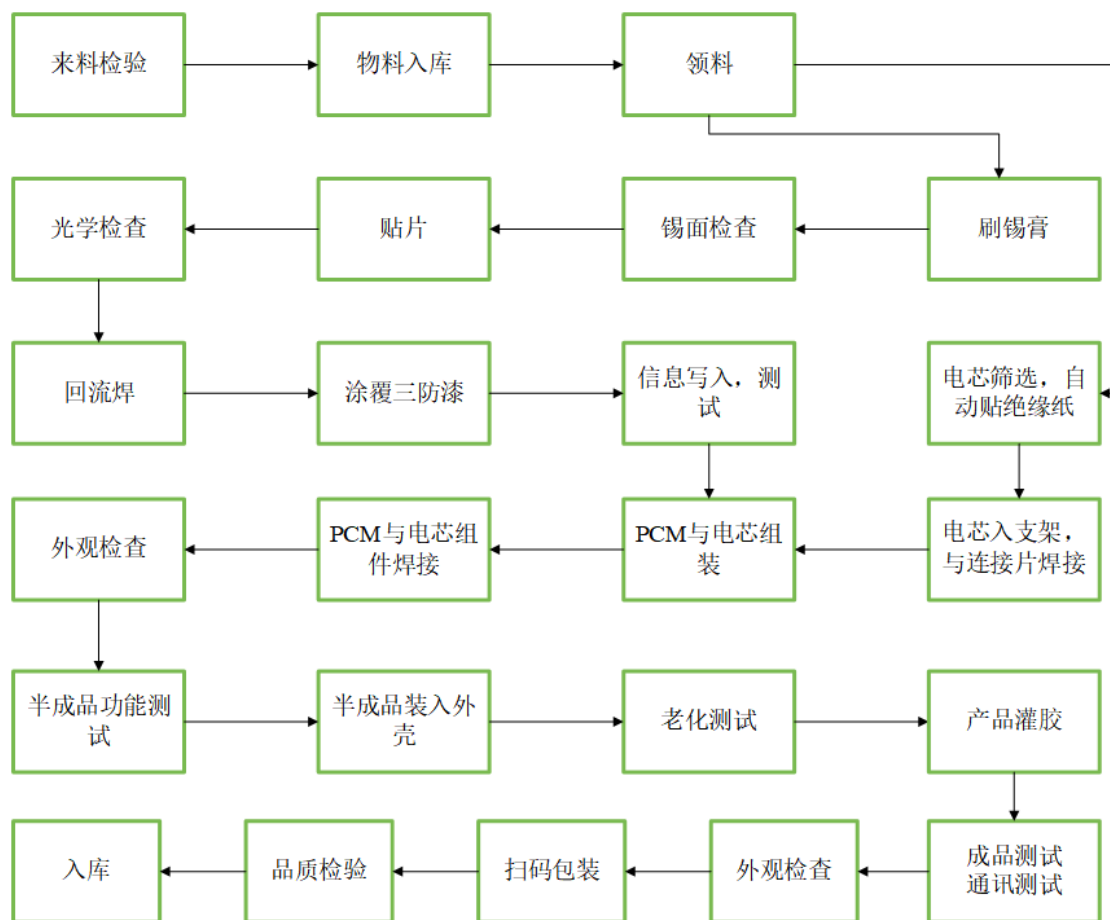 来料检验
物料入库
领料
光学检查
贴片
锡面检查
刷锡膏
回流焊
涂覆三防漆
信息写入，测
试
电芯筛选，自
动贴绝缘纸
外观检查
PCM与电芯组
件焊接
PCM与电芯组
装
电芯入支架，
与连接片焊接
半成品功能测
试
半成品装入外
壳
老化测试
产品灌胶
入库
品质检验
扫码包装
外观检查
成品测试
通讯测试